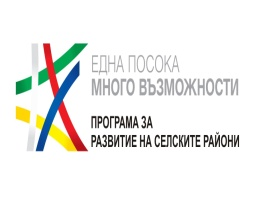 ЕДНА ПОСОКА
МНОГО ВЪЗМОЖНОСТИ
ПРОГРАМА ЗА
РАЗВИТИЕ НА СЕЛСКИТЕ РАЙОНИ